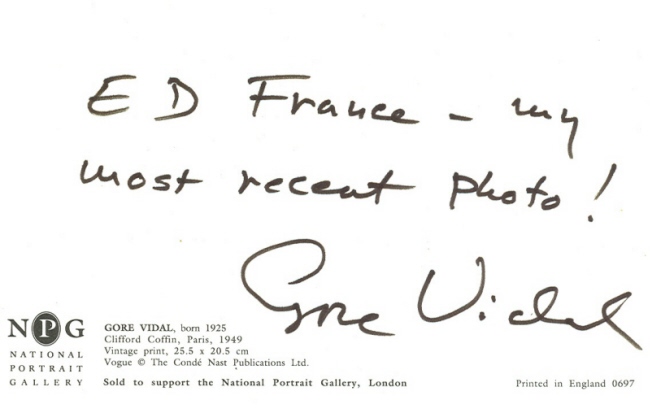 ED France - my
most recent photo!
Gore Vidal
NPG
NATIONAL
PORTRAIT
GALLERY
GORE VIDAL, born 1925
Clifford Coffin, Paris, 1949
Vintage print, 25.5 x 20.5 cm
Vogue © The Condé Nast Publications Ltd.
Sold to support the National Portrait Gallery, London
Printed in England 0697